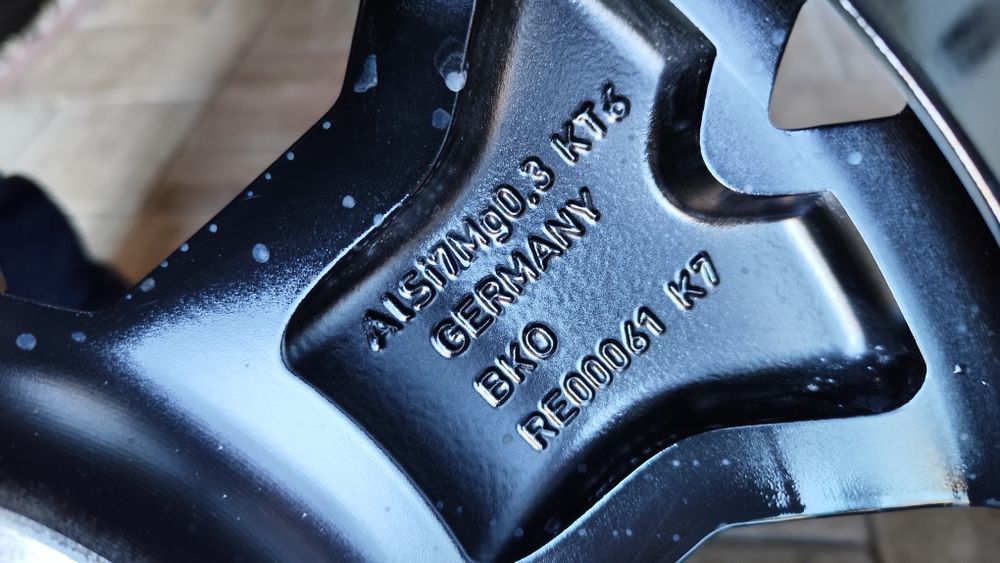 AlSi7Mg0.3 KT6
GERMANY
BKO
RE00061 K7